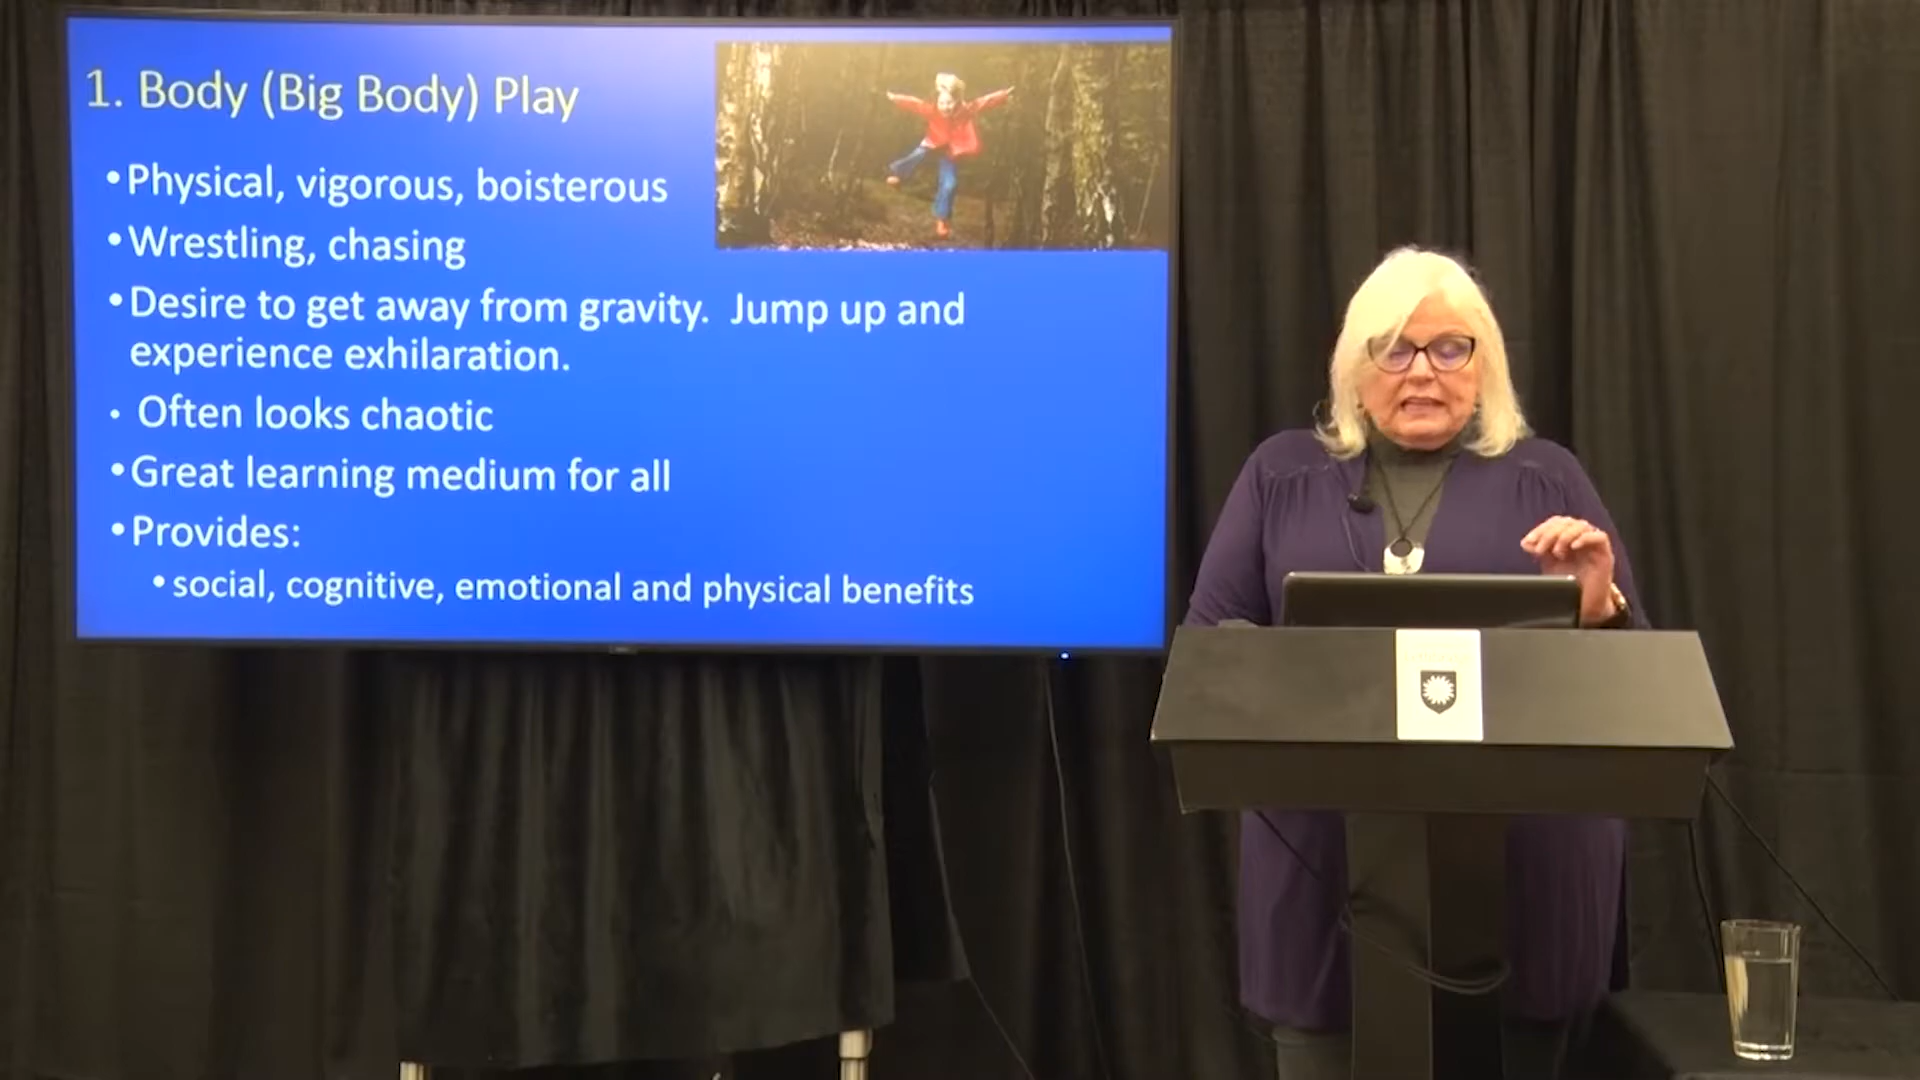 1. Body (Big Body) Play
•Physical, vigorous, boisterous
•Wrestling, chasing
•Desire to get away from gravity.  Jump up and
experience exhilaration.
• Often looks chaotic
•Great learning medium for all
•Provides:
•social, cognitive, emotional and physical benefits